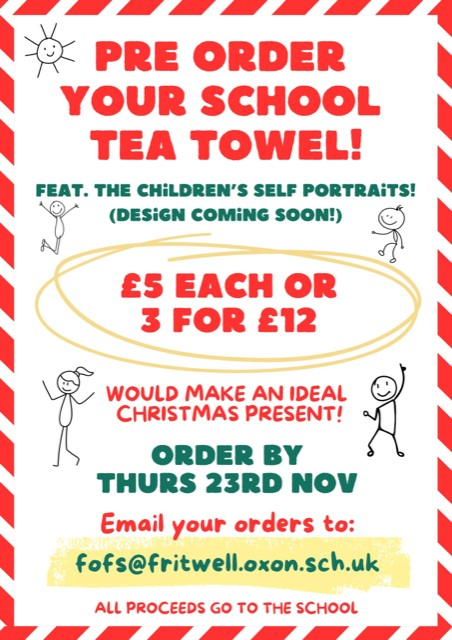 PRE ORDER
YOUR SCHOOL
TEA TOWEL!
FEAT. THE CHiLDREN'S SELF PORTRAiTS!
(DESiGN COMiNG SOON!)
£5 EACH OR
3 FOR £12
WOULD MAKE AN IDEAL
CHRISTMAS PRESENT!
ORDER BY
THURS 23RD NOV
Email your orders to:
fofs@fritwell.oxon.sch.uk
ALL PROCEEDS GO TO THE SCHOOL